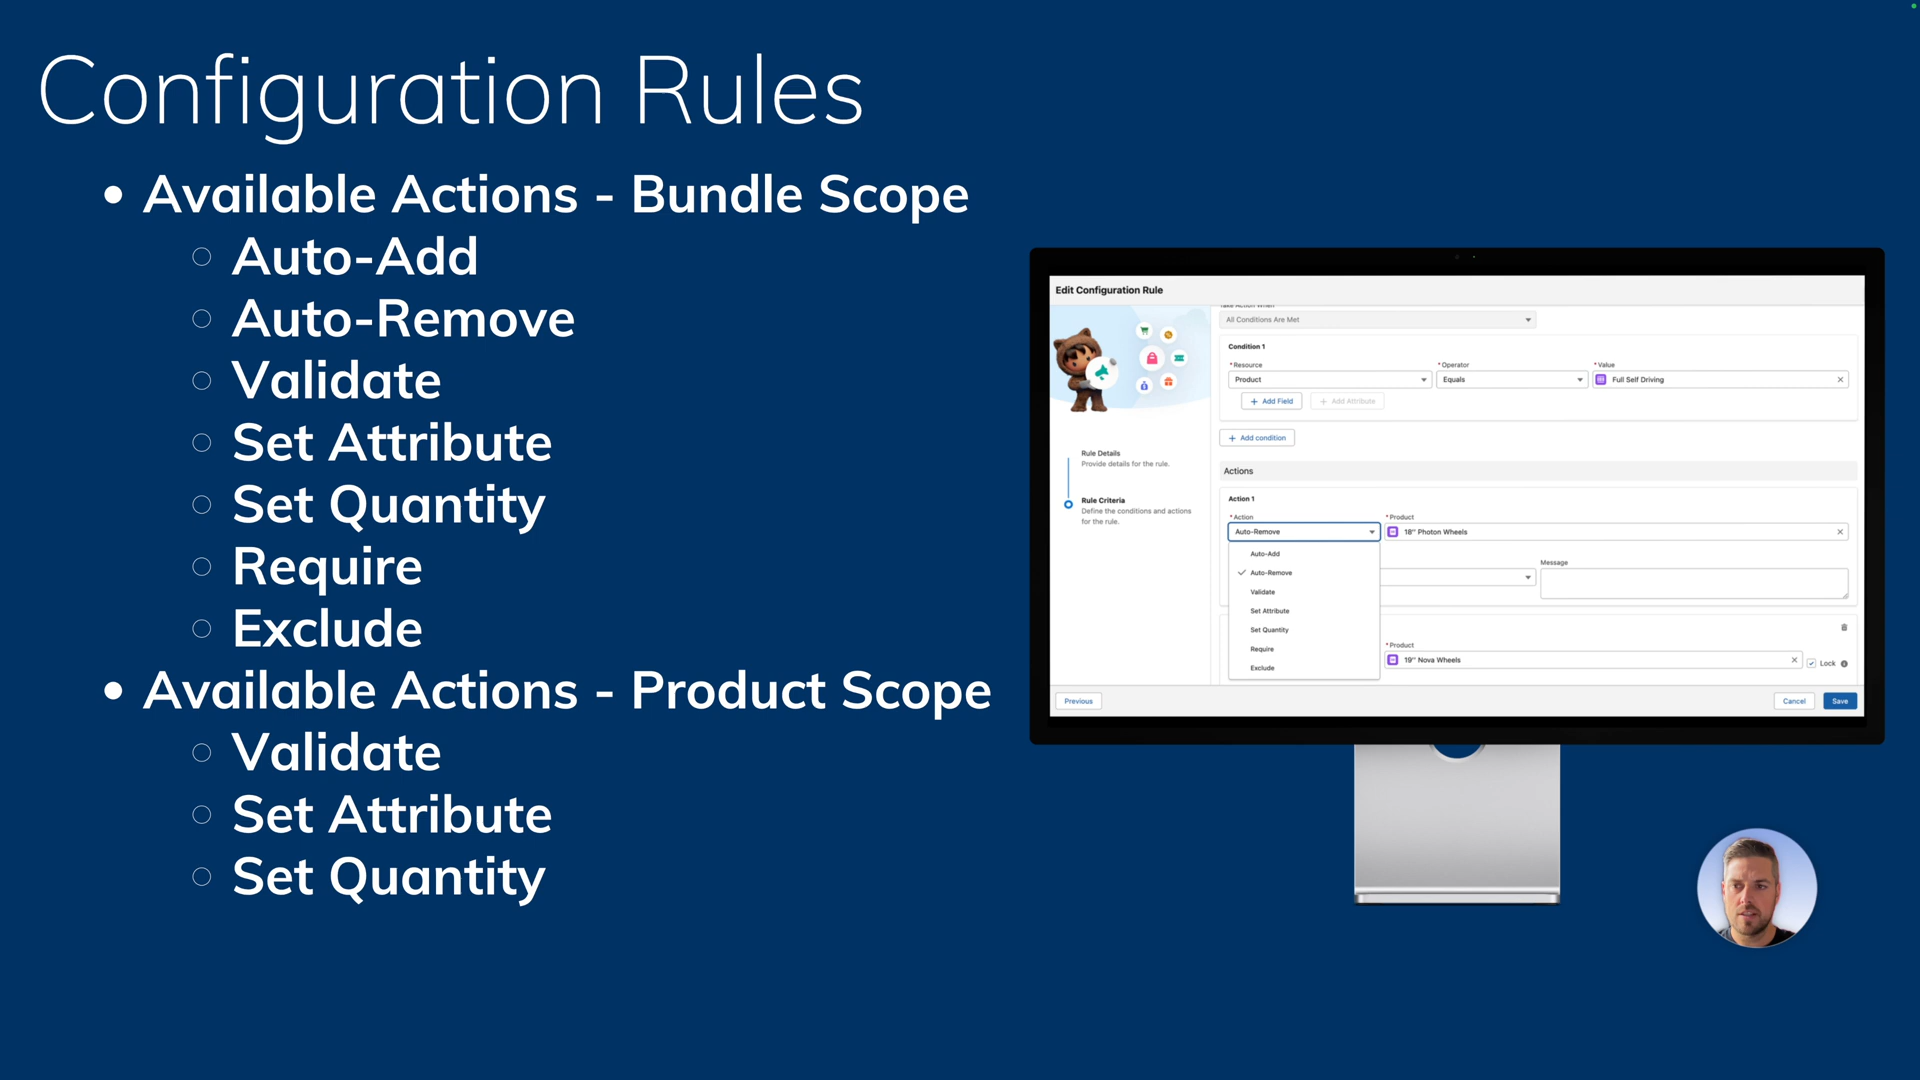 Configuration Rules
Available Actions - Bundle Scope
Auto-Add
Auto-Remove
Validate
Set Attribute
Set Quantity
Require
Exclude
Available Actions - Product Scope
Validate
Set Attribute
Set Quantity
Edit Configuration Rule
Take Action When
All Conditions Are Met
Condition 1
*Resource
*Operator
*Value
Product
Equals
Full Self Driving
+ Add Field
+ Add Attribute
+ Add condition
Rule Details
Provide details for the rule.
Rule Criteria
Define the conditions and actions
for the rule.
Actions
Action 1
*Action
*Product
Auto-Remove
18'' Photon Wheels
Auto-Add
Auto-Remove
Validate
Set Attribute
Set Quantity
Require
Exclude
Message
*Product
19'' Nova Wheels
Lock
Previous
Cancel
Save